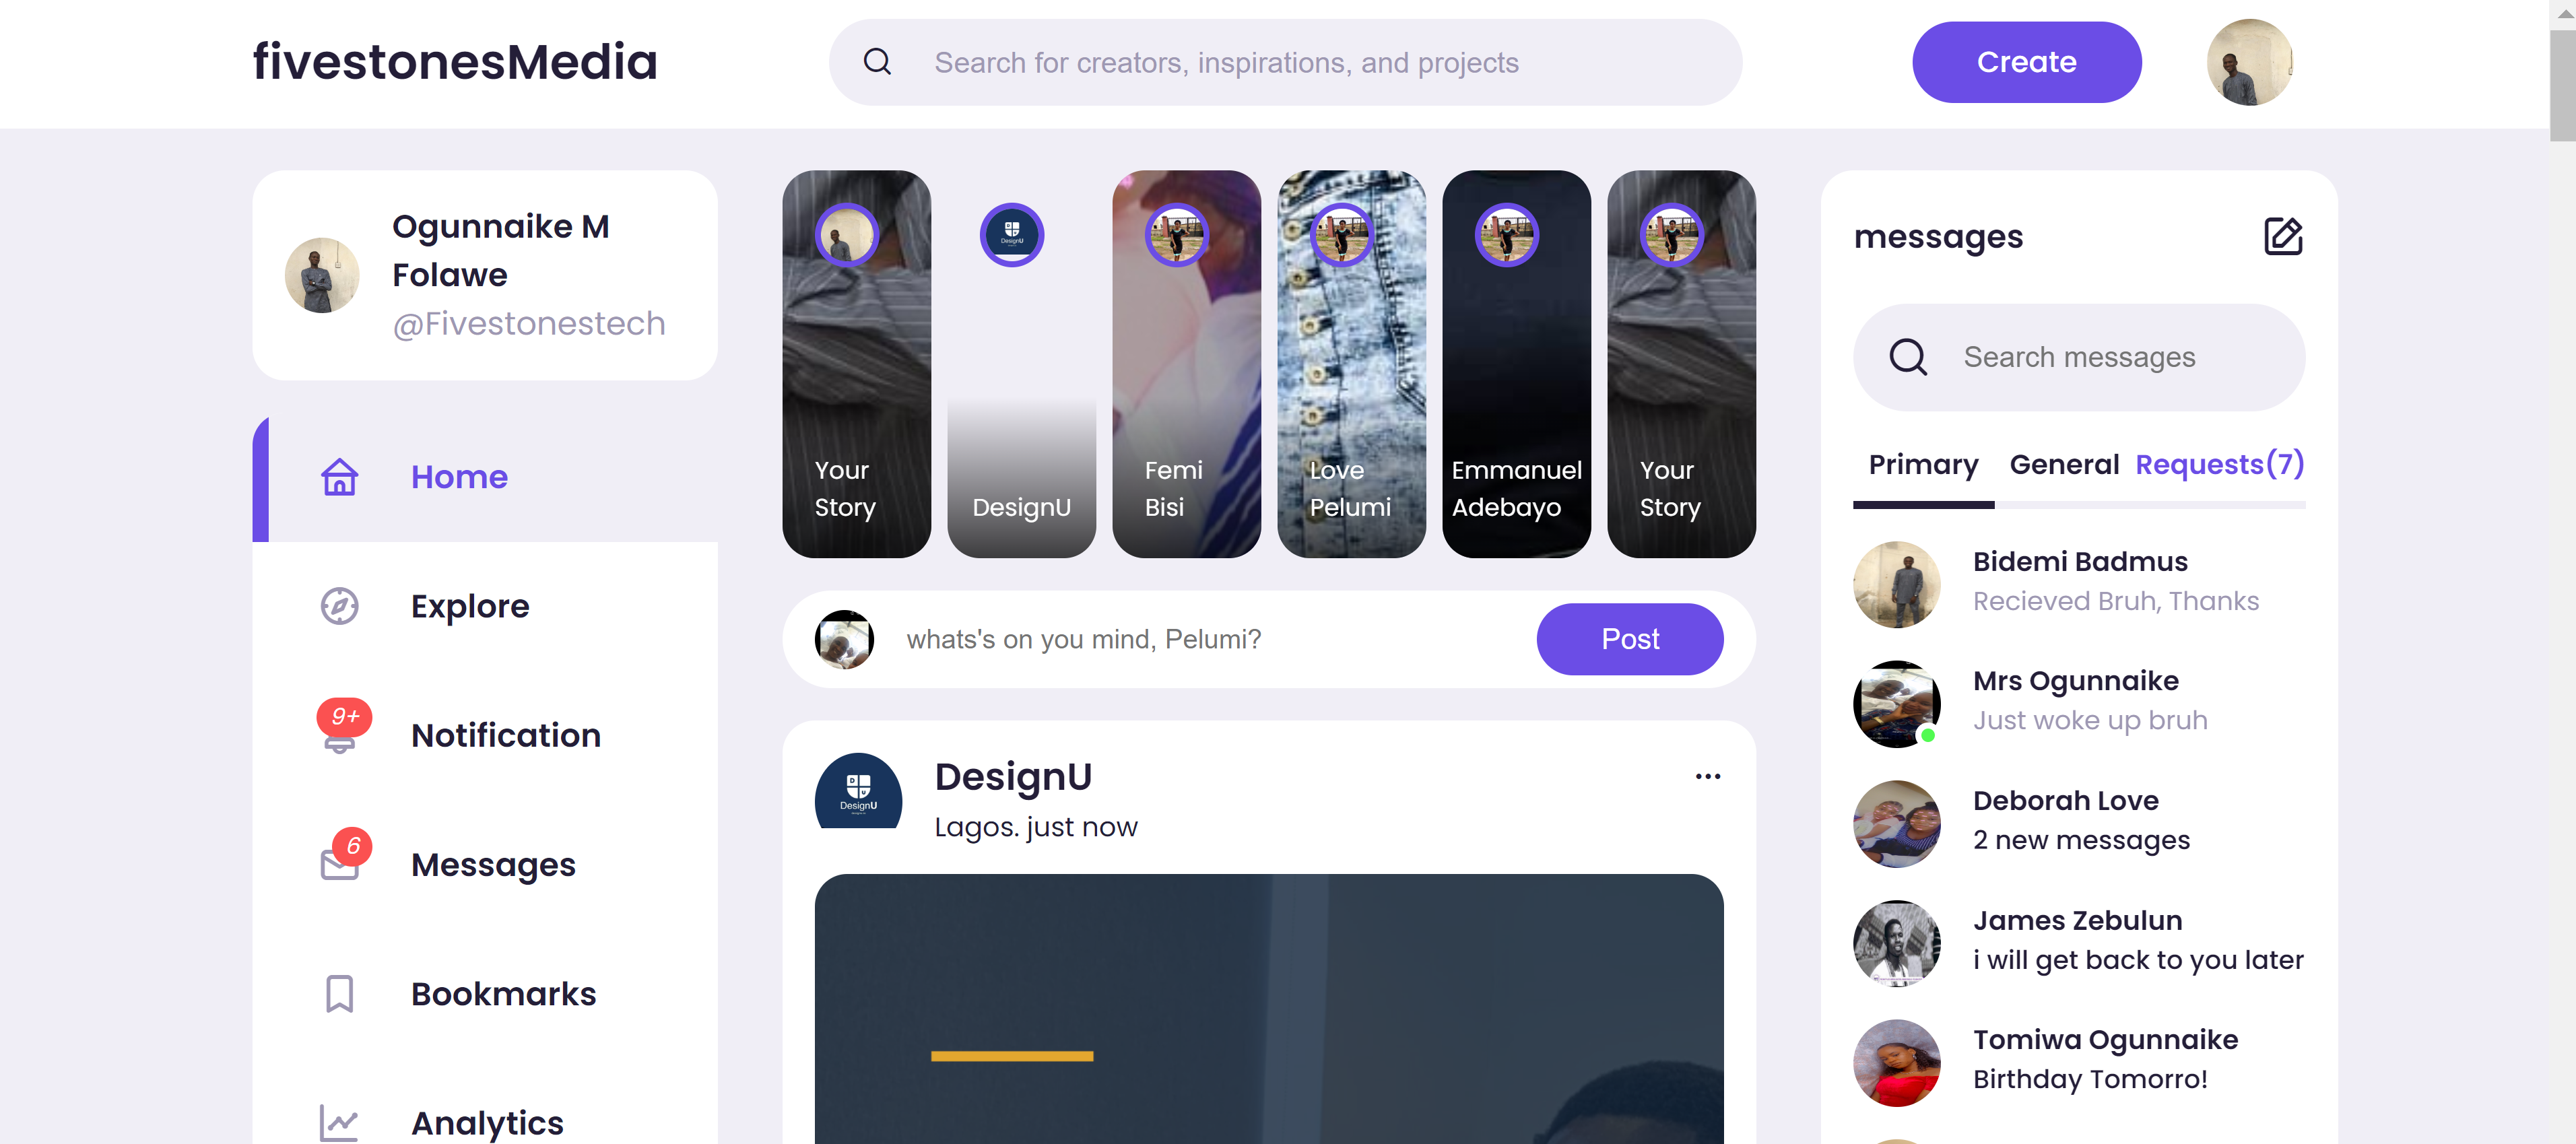 fivestonesMedia
Search for creators, inspirations, and projects
Create
Ogunnaike M
Folawe
@Fivestonestech
Home
Explore
9+
Notification
6
Messages
Bookmarks
Analytics
Your
Story
DesignU
DesignU
Femi
Bisi
Love
Pelumi
Emmanuel
Adebayo
Your
Story
whats's on you mind, Pelumi?
Post
D
U
DesignU
DesignU
Lagos. just now
messages
Search messages
Primary
General
Requests(7)
Bidemi Badmus
Recieved Bruh, Thanks
Mrs Ogunnaike
Just woke up bruh
Deborah Love
2 new messages
James Zebulun
i will get back to you later
Tomiwa Ogunnaike
Birthday Tomorro!